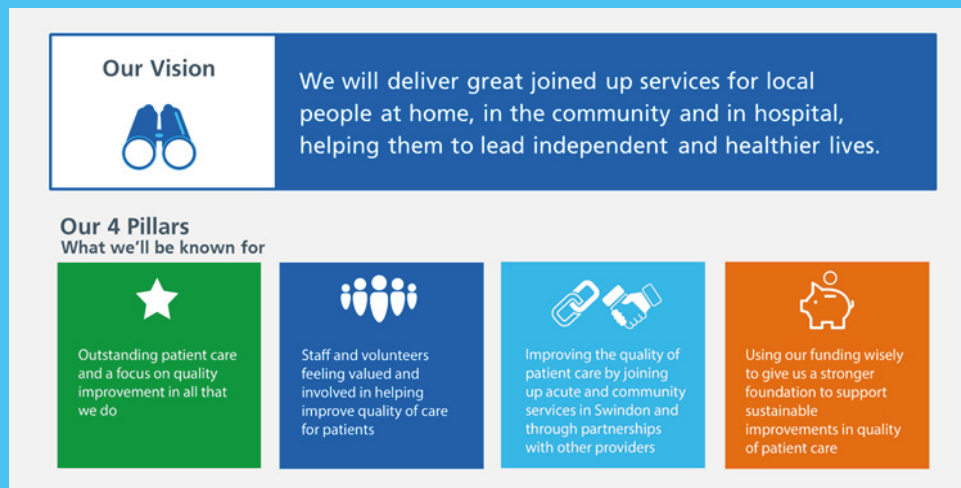 Our Vision
We will deliver great joined up services for local
people at home, in the community and in hospital,
helping them to lead independent and healthier lives.
Our 4 Pillars
What we'll be known for
Outstanding patient care
and a focus on quality
improvement in all that
we do
Staff and volunteers
feeling valued and
involved in helping
improve quality of care
for patients
Improving the quality of
patient care by joining
up acute and community
services in Swindon and
through partnerships
with other providers
Using our funding wisely
to give us a stronger
foundation to support
sustainable
improvements in quality
of patient care